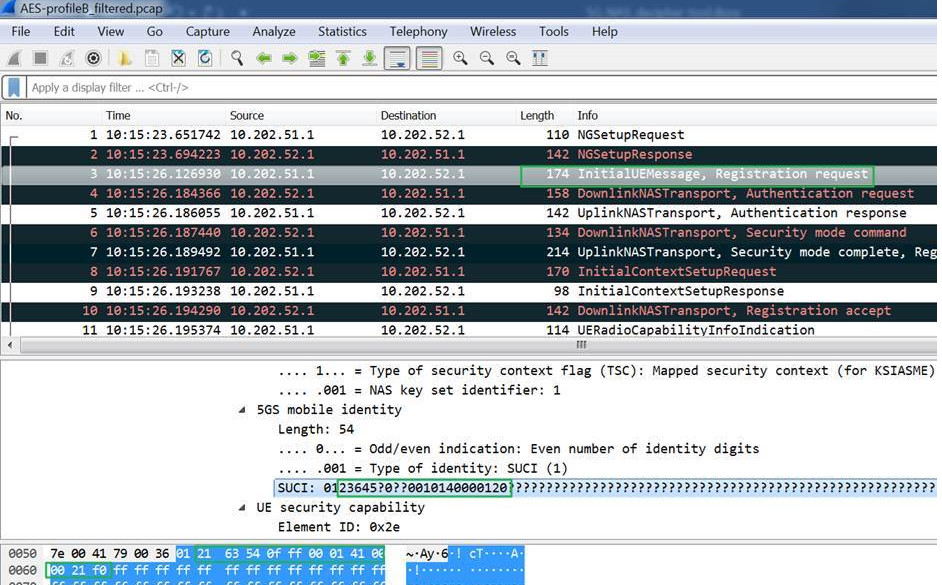 AES-profileB_filtered.pcap
File Edit View Go Capture Analyze Statistics Telephony Wireless Tools Help
Apply a display filter ... <Ctrl-/>
No. Time Source Destination Length Info
1 10:15:23.651742 10.202.51.1 10.202.52.1 110 NGSetupRequest
2 10:15:23.694223 10.202.52.1 10.202.51.1 142 NGSetupResponse
3 10:15:26.126930 10.202.51.1 10.202.52.1 174 InitialUEMessage, Registration request
4 10:15:26.184366 10.202.52.1 10.202.51.1 158 DownlinkNASTransport, Authentication request
5 10:15:26.186055 10.202.51.1 10.202.52.1 142 UplinkNASTransport, Authentication response
6 10:15:26.187440 10.202.52.1 10.202.51.1 134 DownlinkNASTransport, Security mode command
7 10:15:26.189492 10.202.51.1 10.202.52.1 214 UplinkNASTransport, Security mode complete, Reg
8 10:15:26.191767 10.202.52.1 10.202.51.1 170 InitialContextSetupRequest
9 10:15:26.193238 10.202.51.1 10.202.52.1 98 InitialContextSetupResponse
10 10:15:26.194290 10.202.52.1 10.202.51.1 142 DownlinkNASTransport, Registration accept
11 10:15:26.195374 10.202.51.1 10.202.52.1 114 UERadioCapabilityInfoIndication
.... 1... = Type of security context flag (TSC): Mapped security context (for KSIASME)
.... .001 = NAS key set identifier: 1
5GS mobile identity
Length: 54
.... 0... = Odd/even indication: Even number of identity digits
.... .001 = Type of identity: SUCI (1)
SUCI: 0123645?0??0010140000120?????????????????????????????????????????????????
UE security capability
Element ID: 0x2e
0050 7e 00 41 79 00 36 01 21 63 54 0f ff 00 01 41 00 ~·Ay·6·! cT····A·
0060 00 21 f0 ff ff ff ff ff ff ff ff ff ff ff ff ff ·!······ ········